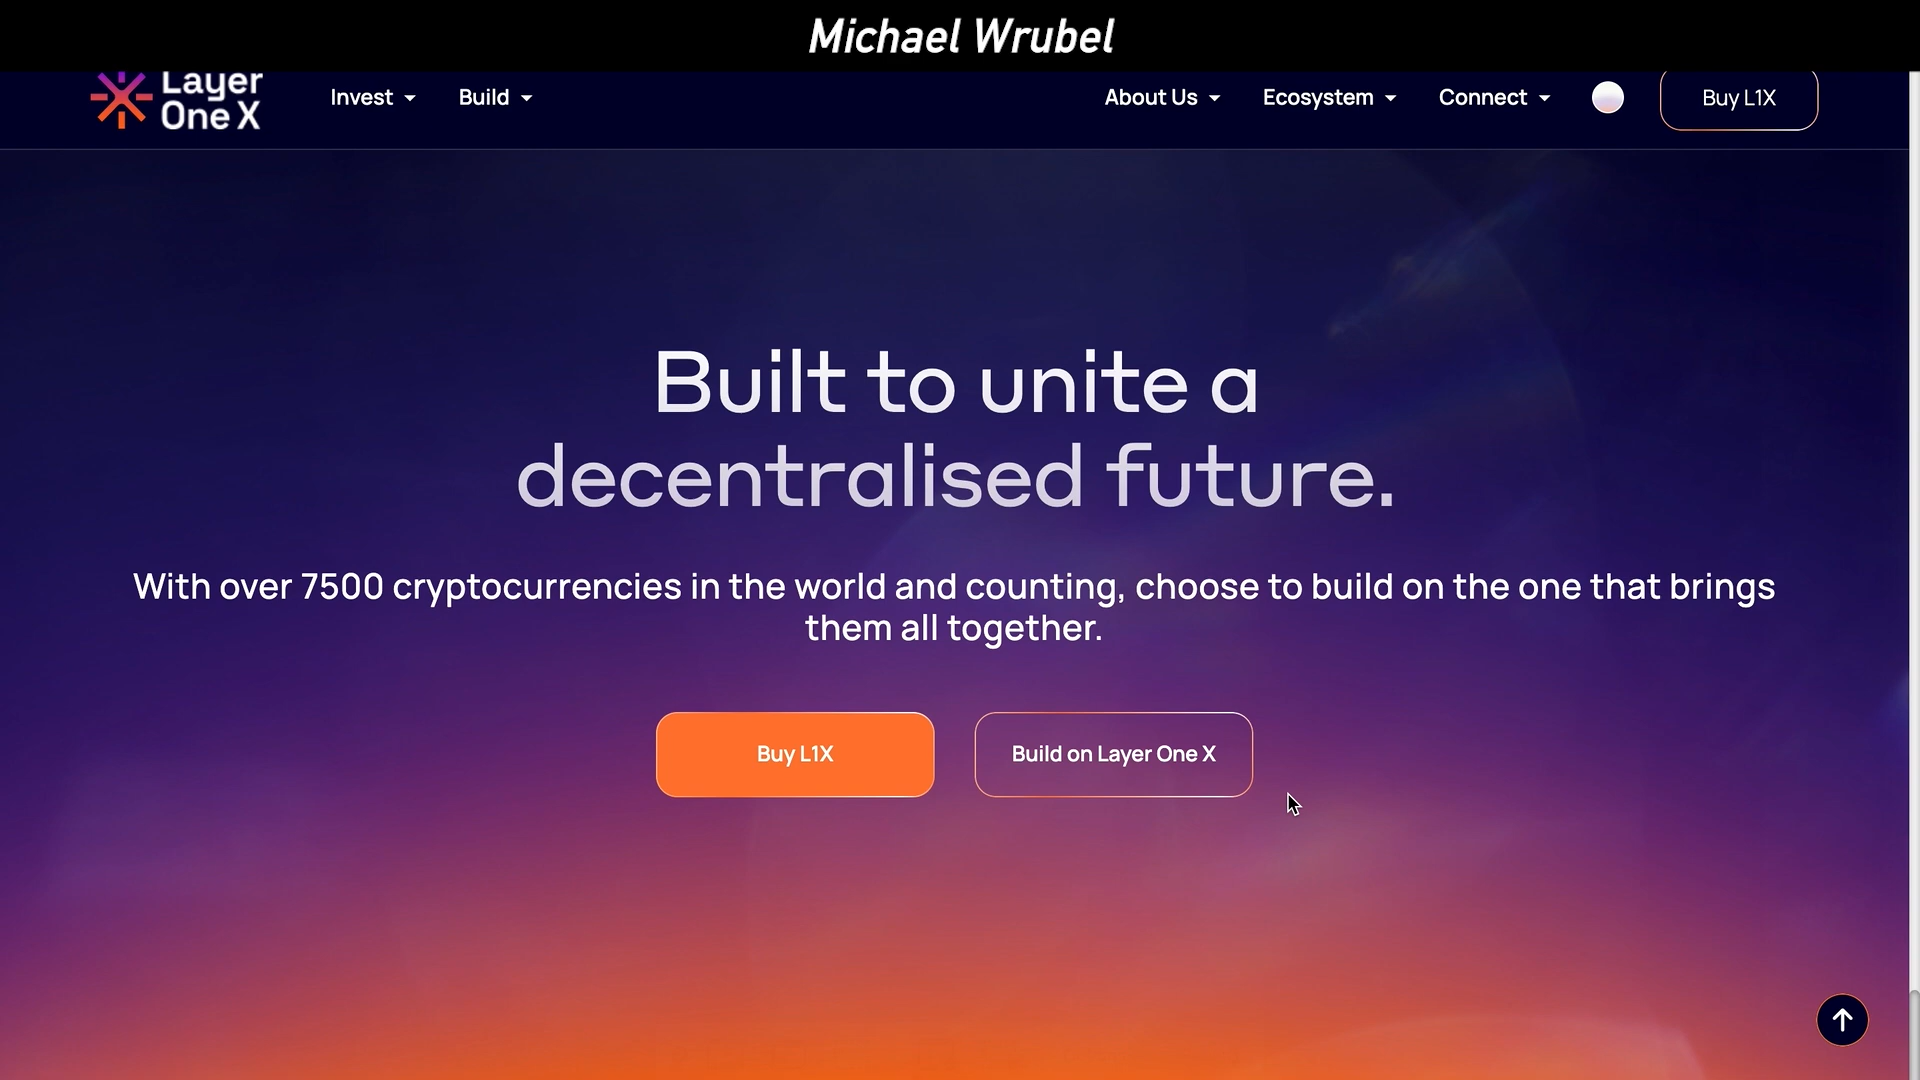 Michael Wrubel
Layer
One X
Invest
Build
About Us
Ecosystem
Connect
Buy L1X
Built to unite a
decentralised future.
With over 7500 cryptocurrencies in the world and counting, choose to build on the one that brings
them all together.
Buy L1X
Build on Layer One X